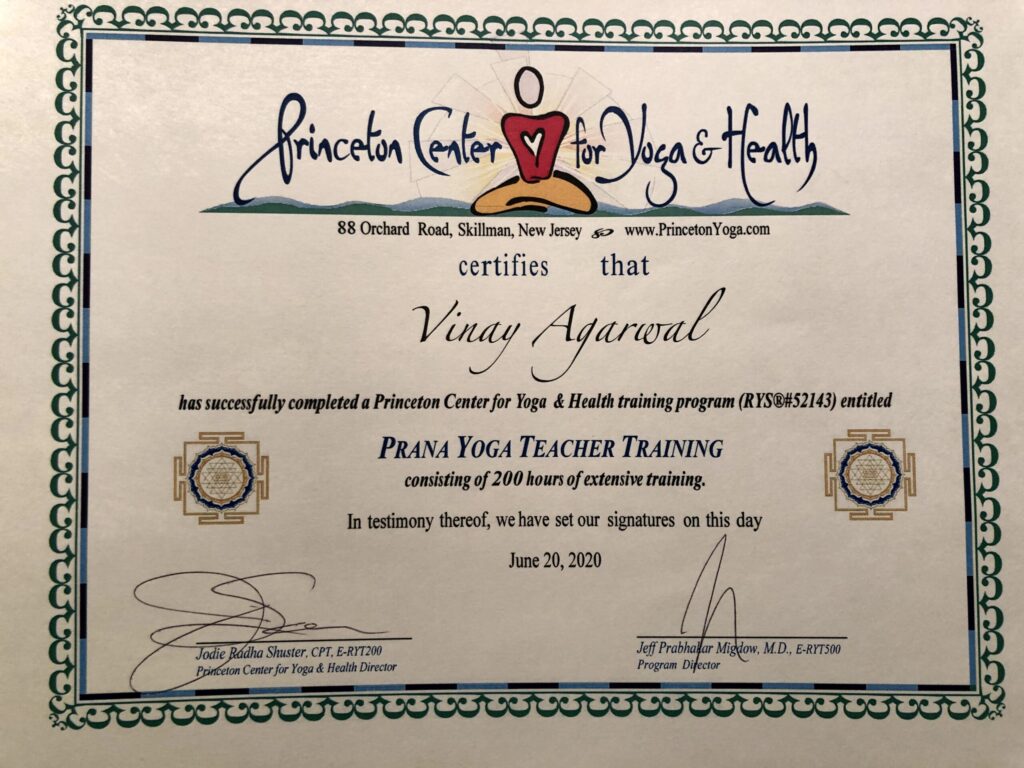 Princeton Center for Yoga & Health
88 Orchard Road, Skillman, New Jersey www.PrincetonYoga.com
certifies that
Vinay Agarwal
has successfully completed a Princeton Center for Yoga & Health training program (RYS®#52143) entitled
PRANA YOGA TEACHER TRAINING
consisting of 200 hours of extensive training.
In testimony thereof, we have set our signatures on this day
June 20, 2020
Jodie Radha Shuster, CPT, E-RYT200
Princeton Center for Yoga & Health Director
Jeff Prabhakar Migdow, M.D., E-RYT500
Program Director